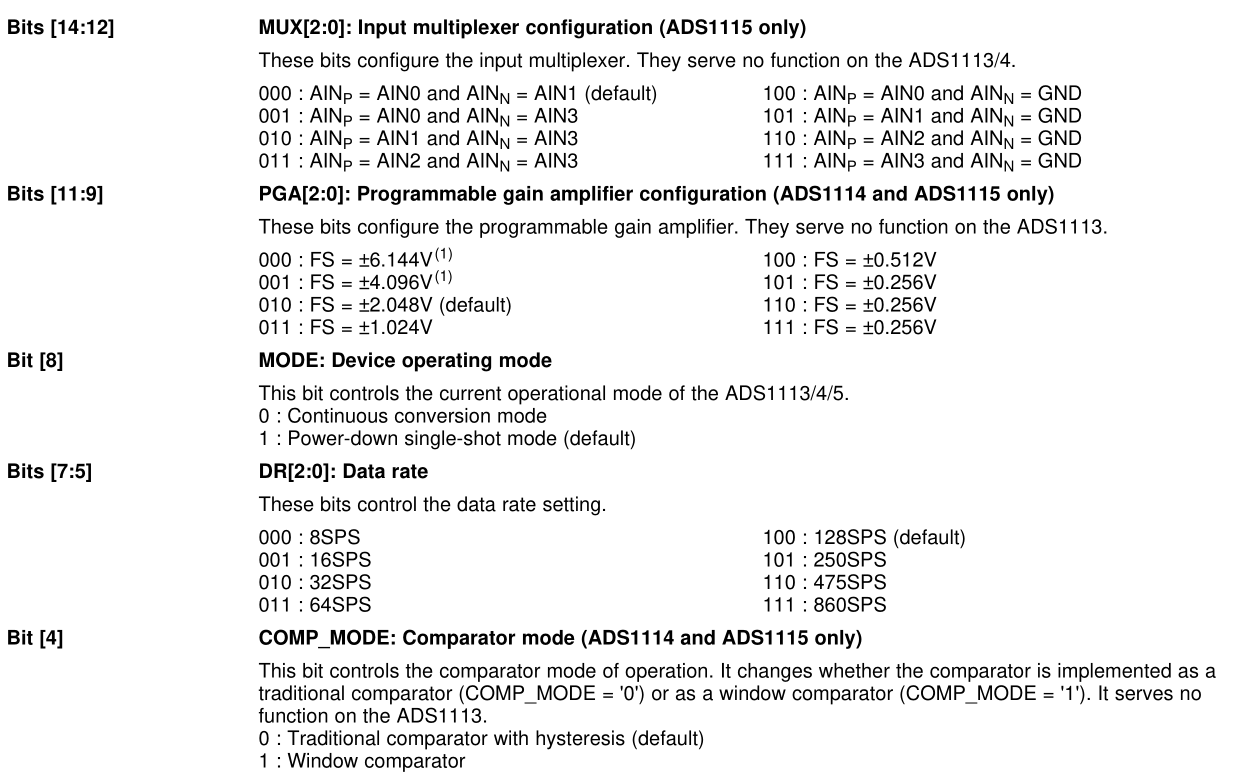 Bits [14:12] MUX[2:0]: Input multiplexer configuration (ADS1115 only)
These bits configure the input multiplexer. They serve no function on the ADS1113/4.
000 : AINP = AIN0 and AINN = AIN1 (default) 100 : AINP = AIN0 and AINN = GND
001 : AINP = AIN0 and AINN = AIN3 101 : AINP = AIN1 and AINN = GND
010 : AINP = AIN1 and AINN = AIN3 110 : AINP = AIN2 and AINN = GND
011 : AINP = AIN2 and AINN = AIN3 111 : AINP = AIN3 and AINN = GND
Bits [11:9] PGA[2:0]: Programmable gain amplifier configuration (ADS1114 and ADS1115 only)
These bits configure the programmable gain amplifier. They serve no function on the ADS1113.
000 : FS = ±6.144V(1) 100 : FS = ±0.512V
001 : FS = ±4.096V(1) 101 : FS = ±0.256V
010 : FS = ±2.048V (default) 110 : FS = ±0.256V
011 : FS = ±1.024V 111 : FS = ±0.256V
Bit [8] MODE: Device operating mode
This bit controls the current operational mode of the ADS1113/4/5.
0 : Continuous conversion mode
1 : Power-down single-shot mode (default)
Bits [7:5] DR[2:0]: Data rate
These bits control the data rate setting.
000 : 8SPS 100 : 128SPS (default)
001 : 16SPS 101 : 250SPS
010 : 32SPS 110 : 475SPS
011 : 64SPS 111 : 860SPS
Bit [4] COMP_MODE: Comparator mode (ADS1114 and ADS1115 only)
This bit controls the comparator mode of operation. It changes whether the comparator is implemented as a
traditional comparator (COMP_MODE = '0') or as a window comparator (COMP_MODE = '1'). It serves no
function on the ADS1113.
0 : Traditional comparator with hysteresis (default)
1 : Window comparator